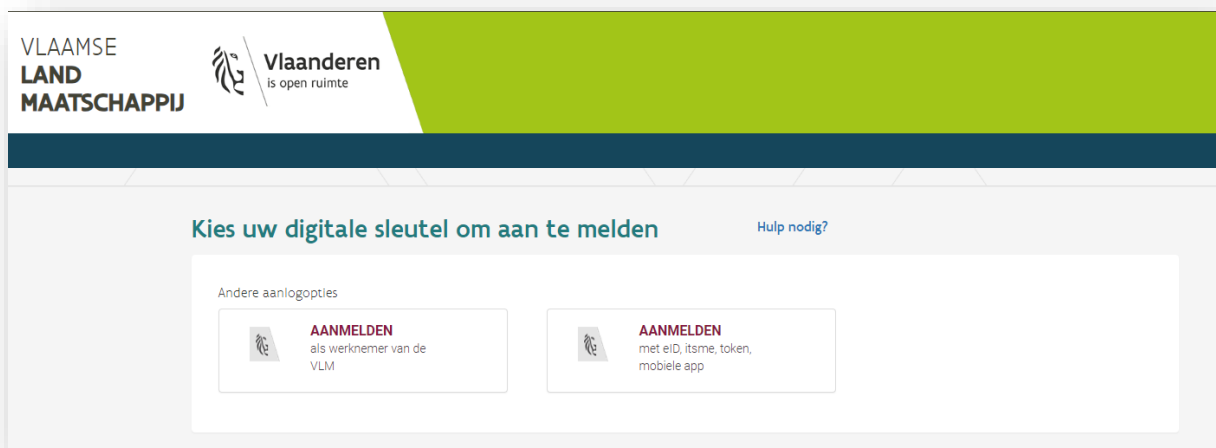 VLAAMSE
LAND
MAATSCHAPPIJ
Vlaanderen
is open ruimte
Kies uw digitale sleutel om aan te melden
Hulp nodig?
Andere aanlogopties
AANMELDEN
als werknemer van de
VLM
AANMELDEN
met eID, itsme, token,
mobiele app